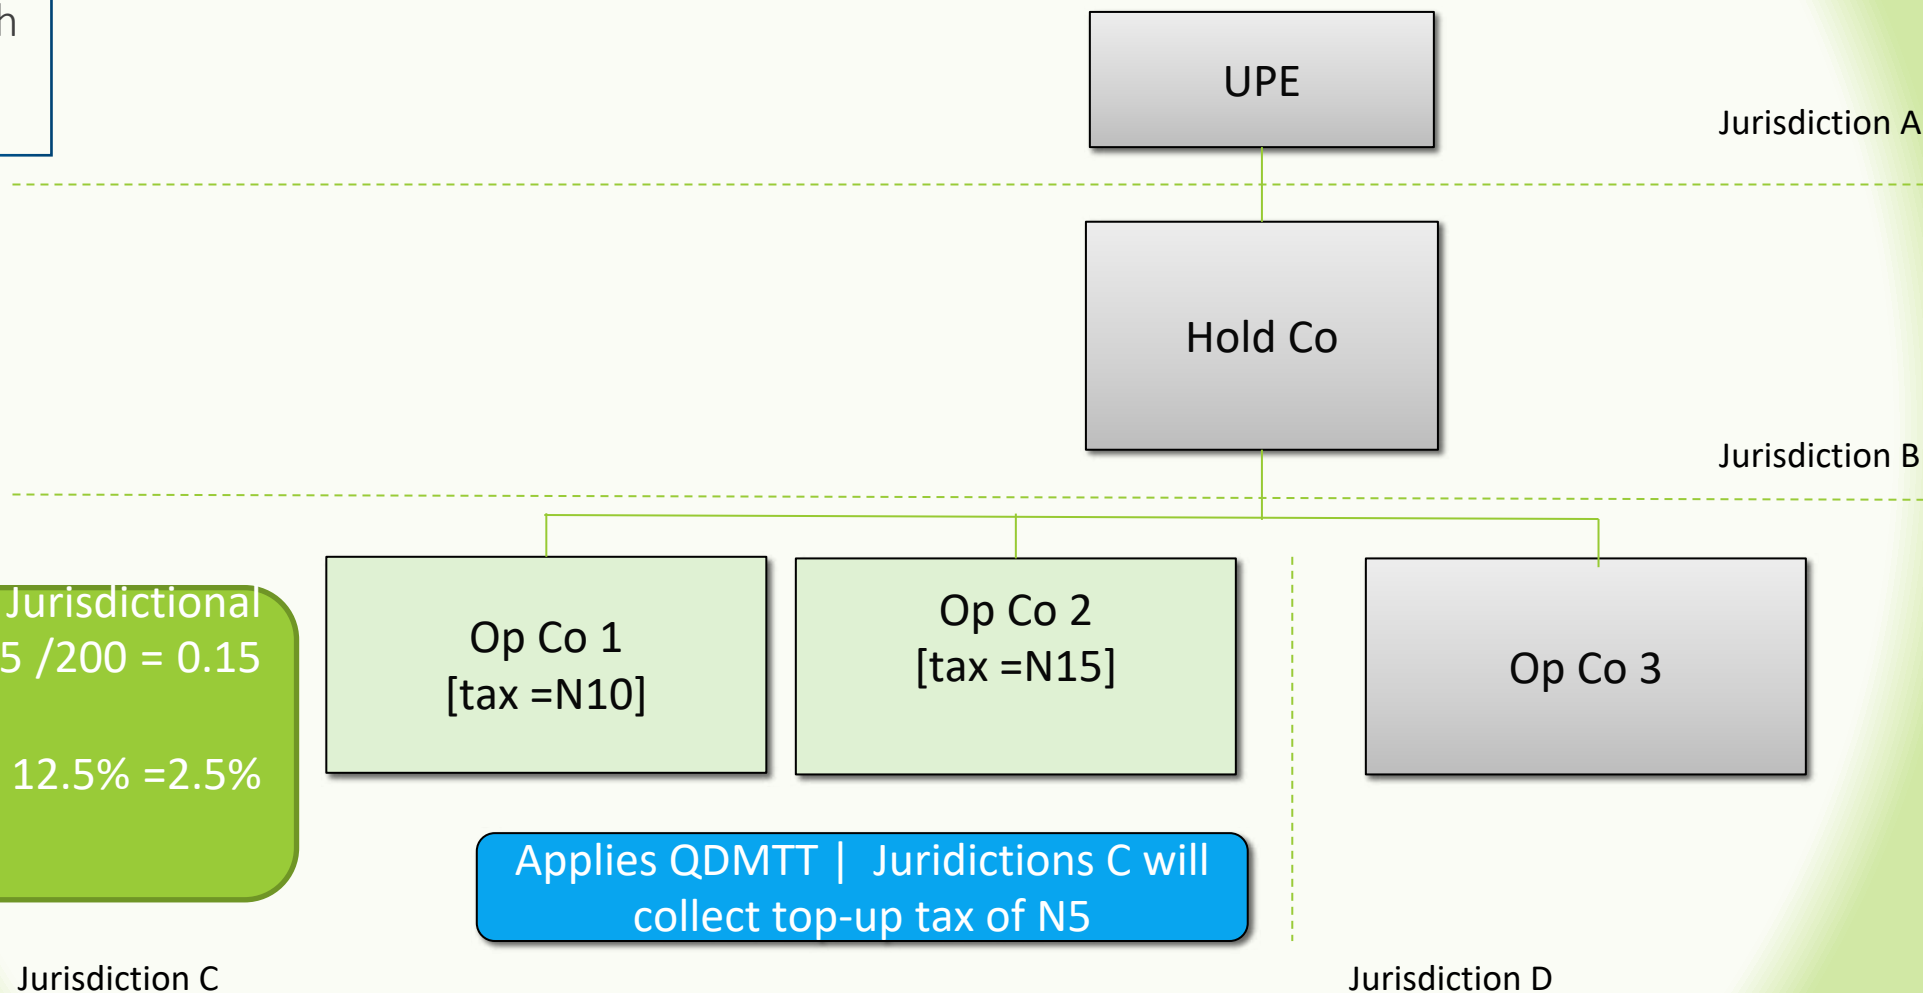 h
UPE
Jurisdiction A
Hold Co
Jurisdiction B
Jurisdictional
5 /200 = 0.15
12.5% =2.5%
Op Co 1
[tax =N10]
Op Co 2
[tax =N15]
Op Co 3
Applies QDMTT | Juridictions C will
collect top-up tax of N5
Jurisdiction C
Jurisdiction D